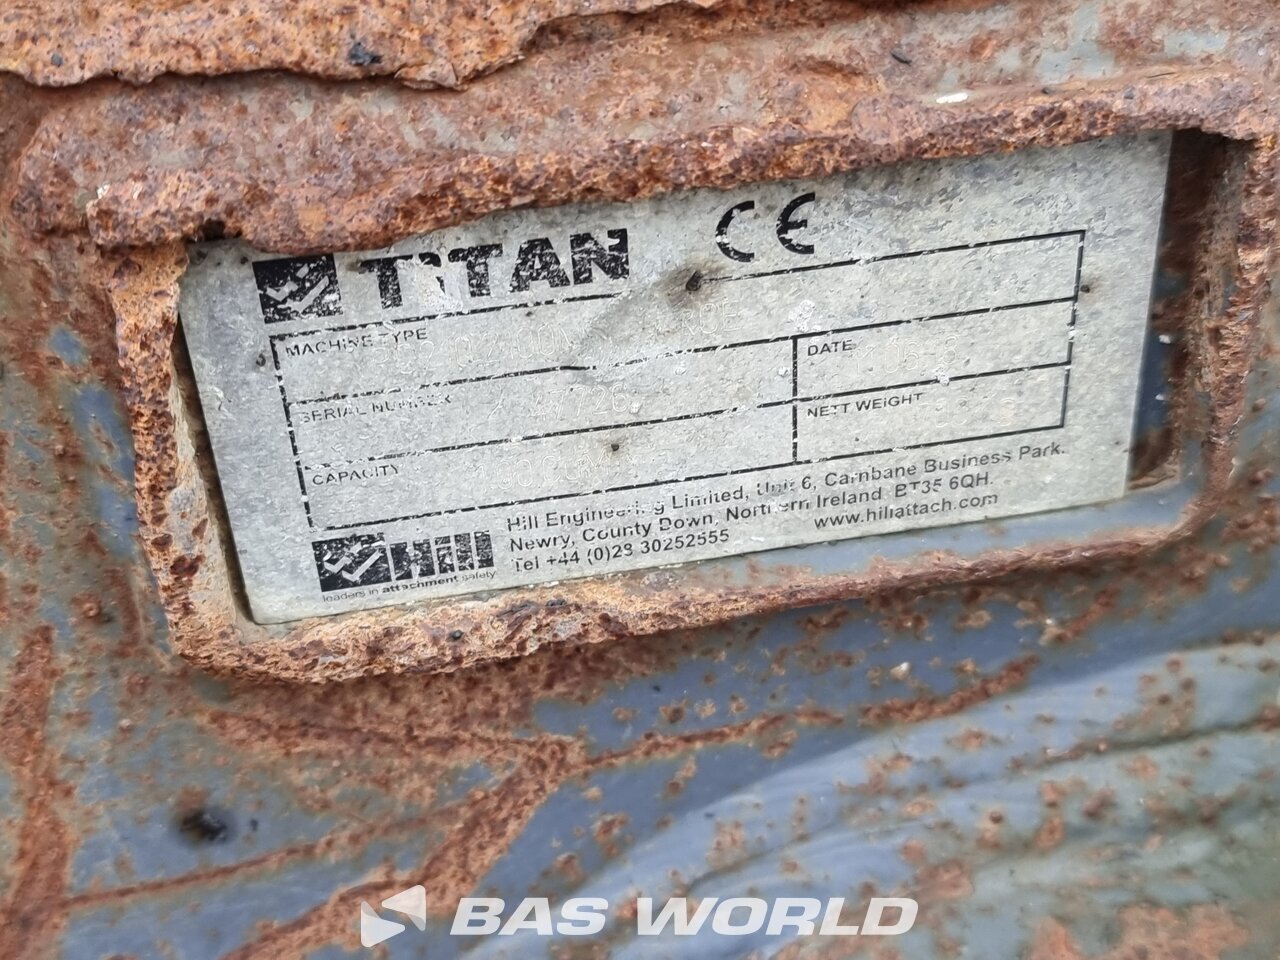 TITAN CE
MACHINE TYPE
SERIAL NUMBER
DATE
CAPACITY
NETT WEIGHT
Hill Engineering Limited, Unit 6, Carnbane Business Park.
Newry, County Down, Northern Ireland BT35 6QH.
Tel +44 (0)28 30252555
www.hillattach.com
Hill
leaders in attachment safety
BAS WORLD